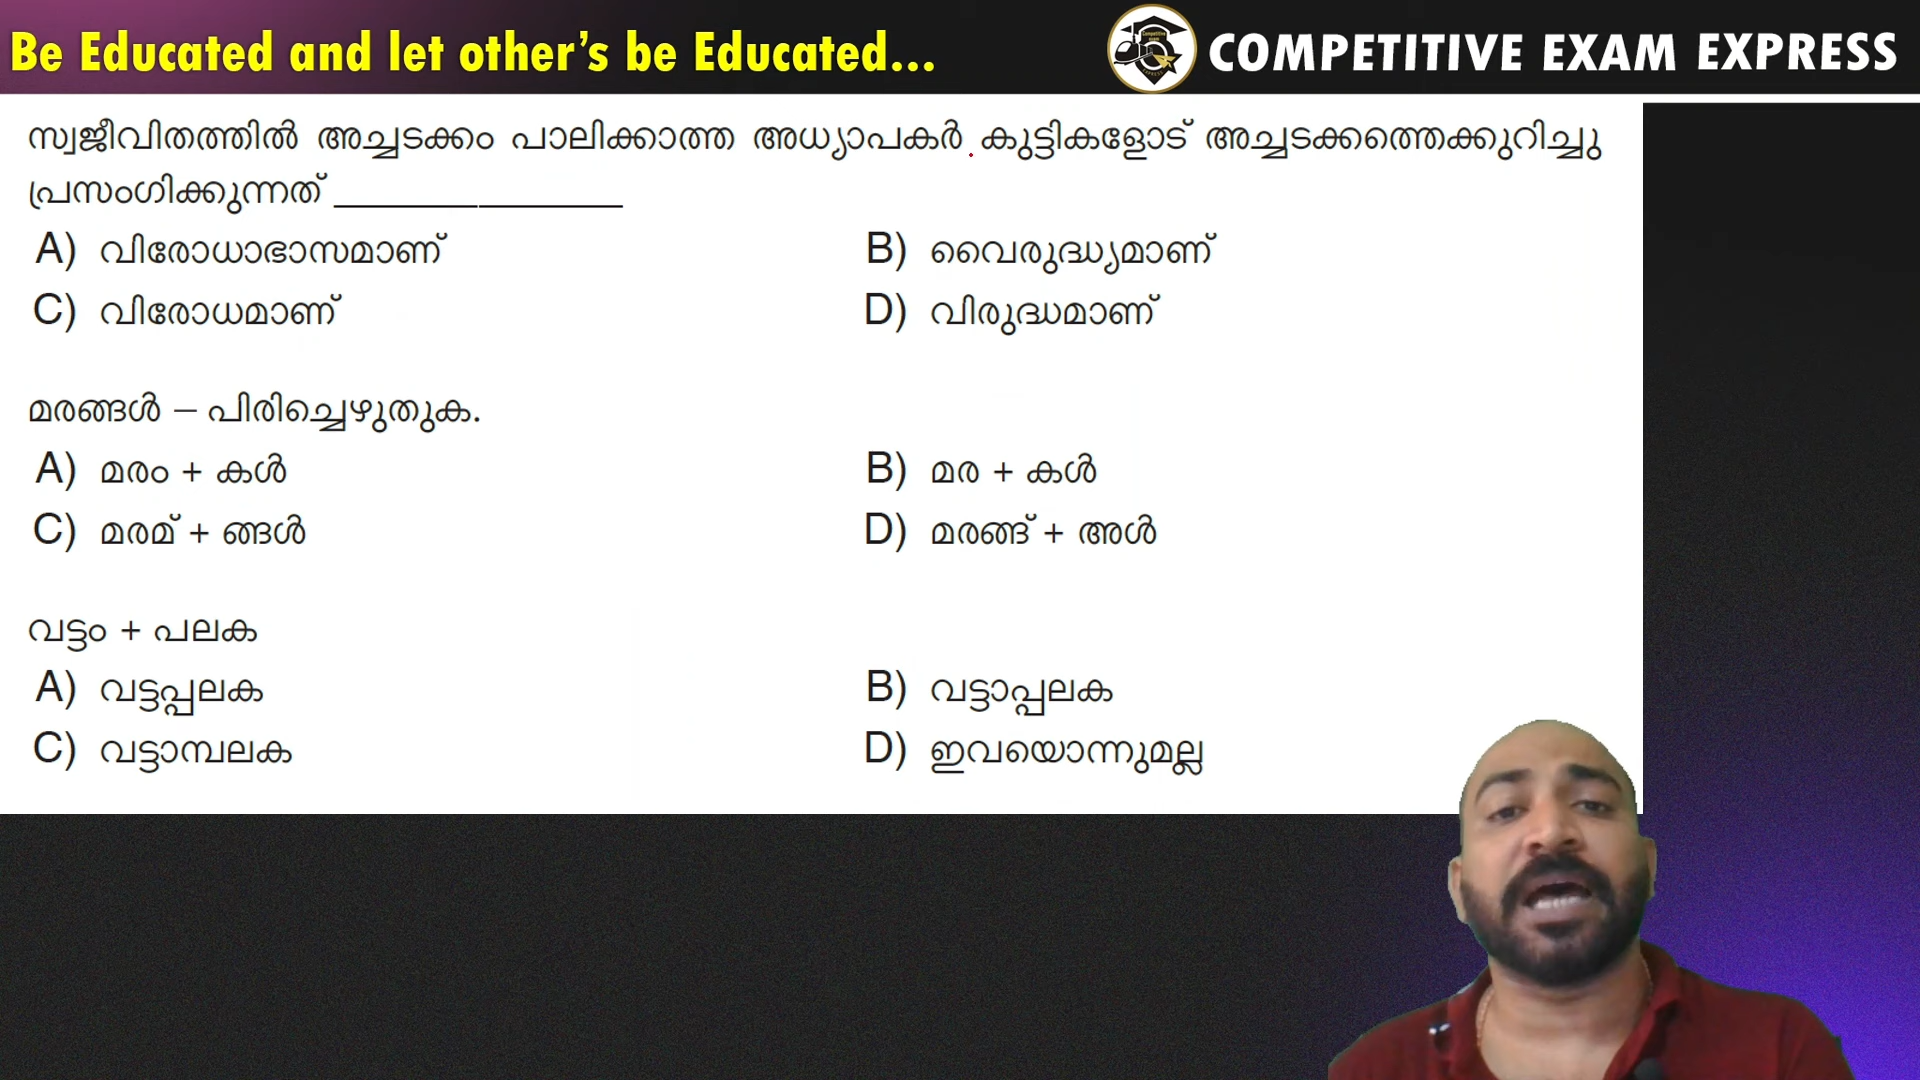 Be Educated and let other’s be Educated...
COMPETITIVE EXAM EXPRESS
സ്വജീവിതത്തിൽ അച്ചടക്കം പാലിക്കാത്ത അധ്യാപകർ കുട്ടികളോട് അച്ചടക്കത്തെക്കുറിച്ചു
പ്രസംഗിക്കുന്നത് ______________
A) വിരോധാഭാസമാണ് B) വൈരുദ്ധ്യമാണ്
C) വിരോധമാണ് D) വിരുദ്ധമാണ്
മരങ്ങൾ – പിരിച്ചെഴുതുക.
A) മരം + കൾ B) മര + കൾ
C) മരമ് + ങ്ങൾ D) മരങ്ങ് + അൾ
വട്ടം + പലക
A) വട്ടപ്പലക B) വട്ടാപ്പലക
C) വട്ടാമ്പലക D) ഇവയൊന്നുമല്ല